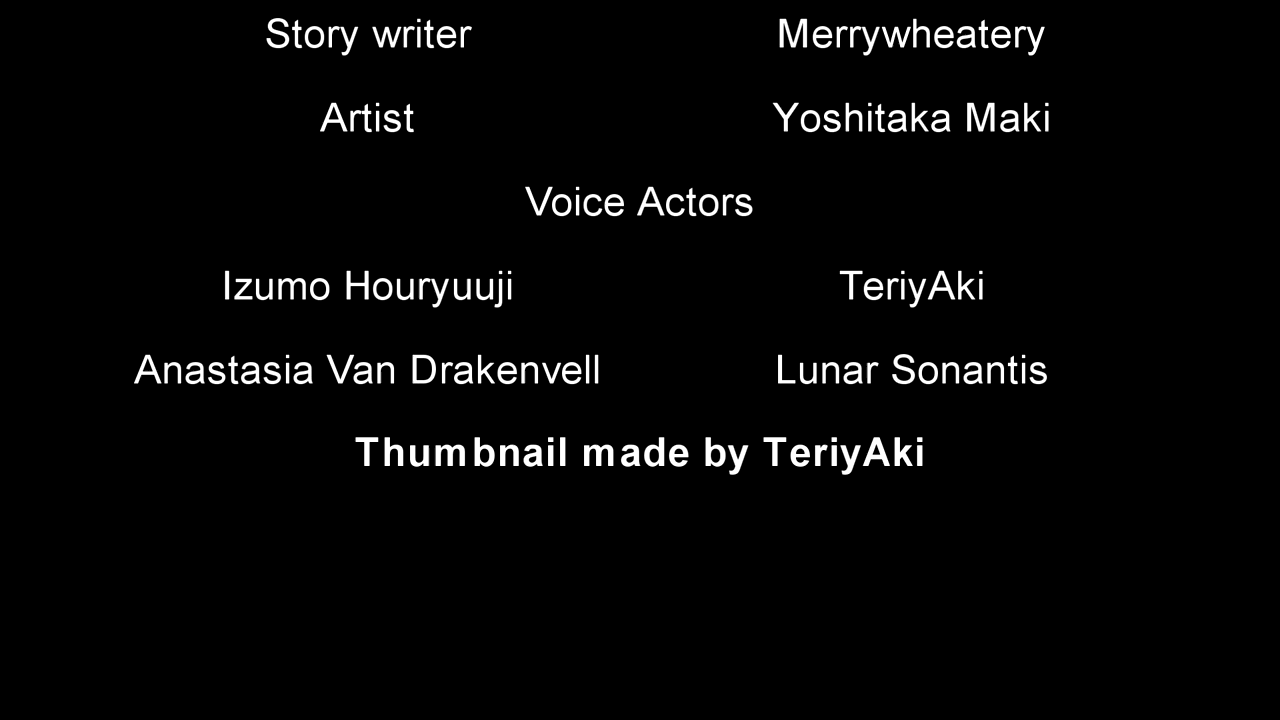 Story writer Merrywheatery
Artist Yoshitaka Maki
Voice Actors
Izumo Houryuuji TeriyAki
Anastasia Van Drakenvell Lunar Sonantis
Thumbnail made by TeriyAki